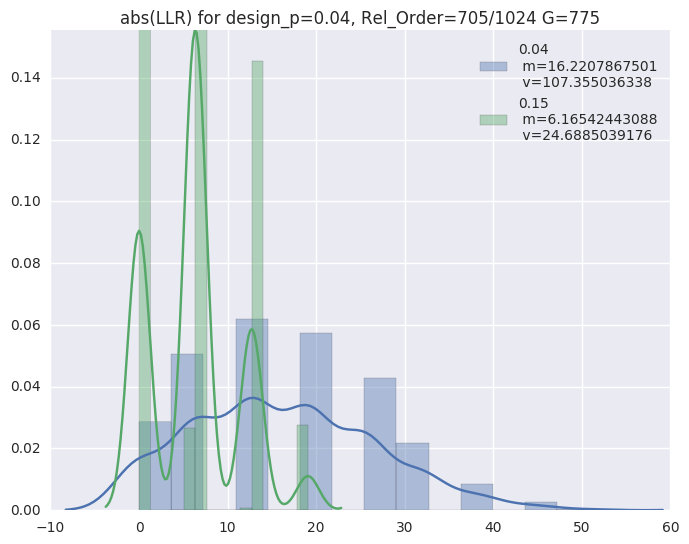 abs(LLR) for design_p=0.04, Rel_Order=705/1024 G=775
0.04
m=16.2207867501
v=107.355036338
0.15
m=6.16542443088
v=24.6885039176
0.14
0.12
0.10
0.08
0.06
0.04
0.02
0.00
−10 0 10 20 30 40 50 60